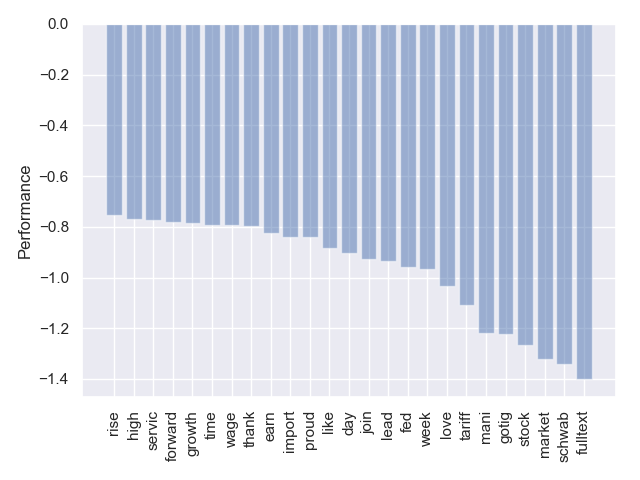 0.0
−0.2
−0.4
−0.6
−0.8
−1.0
−1.2
−1.4
Performance
rise
high
servic
forward
growth
time
wage
thank
earn
import
proud
like
day
join
lead
fed
week
love
tariff
mani
gotig
stock
market
schwab
fulltext